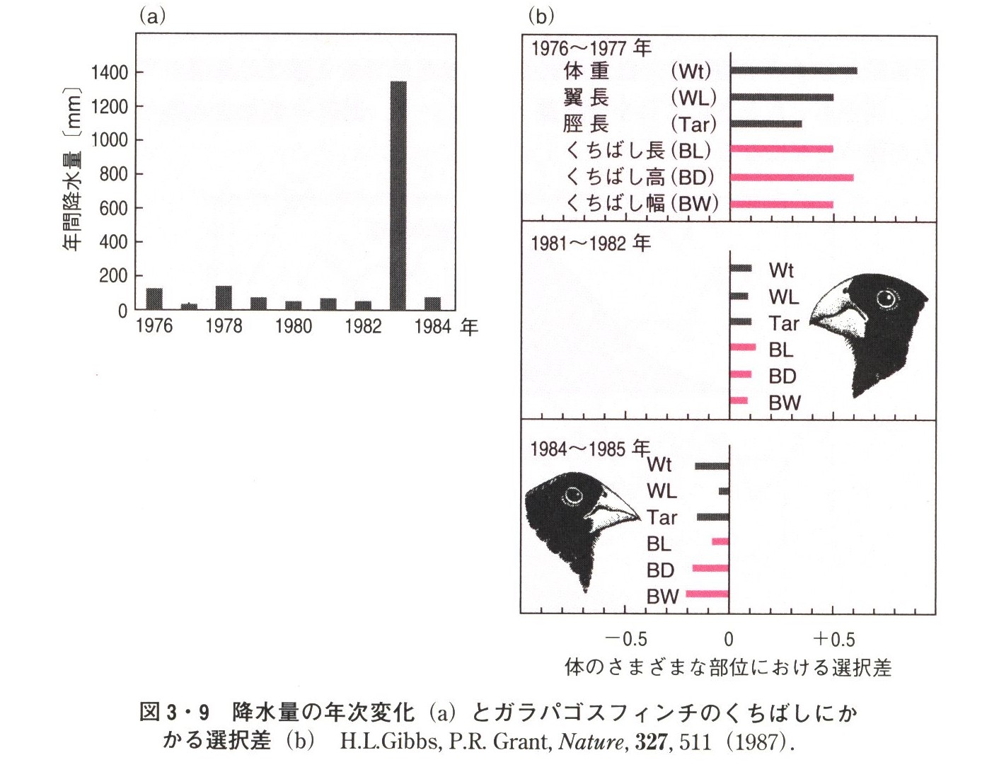 (a)
年間降水量〔mm〕
1400
1200
1000
800
600
400
200
0
1976 1978 1980 1982 1984 年
(b)
1976〜1977 年
体 重 (Wt)
翼 長 (WL)
脛 長 (Tar)
くちばし長(BL)
くちばし高(BD)
くちばし幅(BW)
1981〜1982 年
Wt
WL
Tar
BL
BD
BW
1984〜1985 年
Wt
WL
Tar
BL
BD
BW
−0.5 0 +0.5
体のさまざまな部位における選択差
図3・9 降水量の年次変化(a)とガラパゴスフィンチのくちばしにか
かる選択差(b) H.L.Gibbs, P.R. Grant, Nature, 327, 511 (1987).